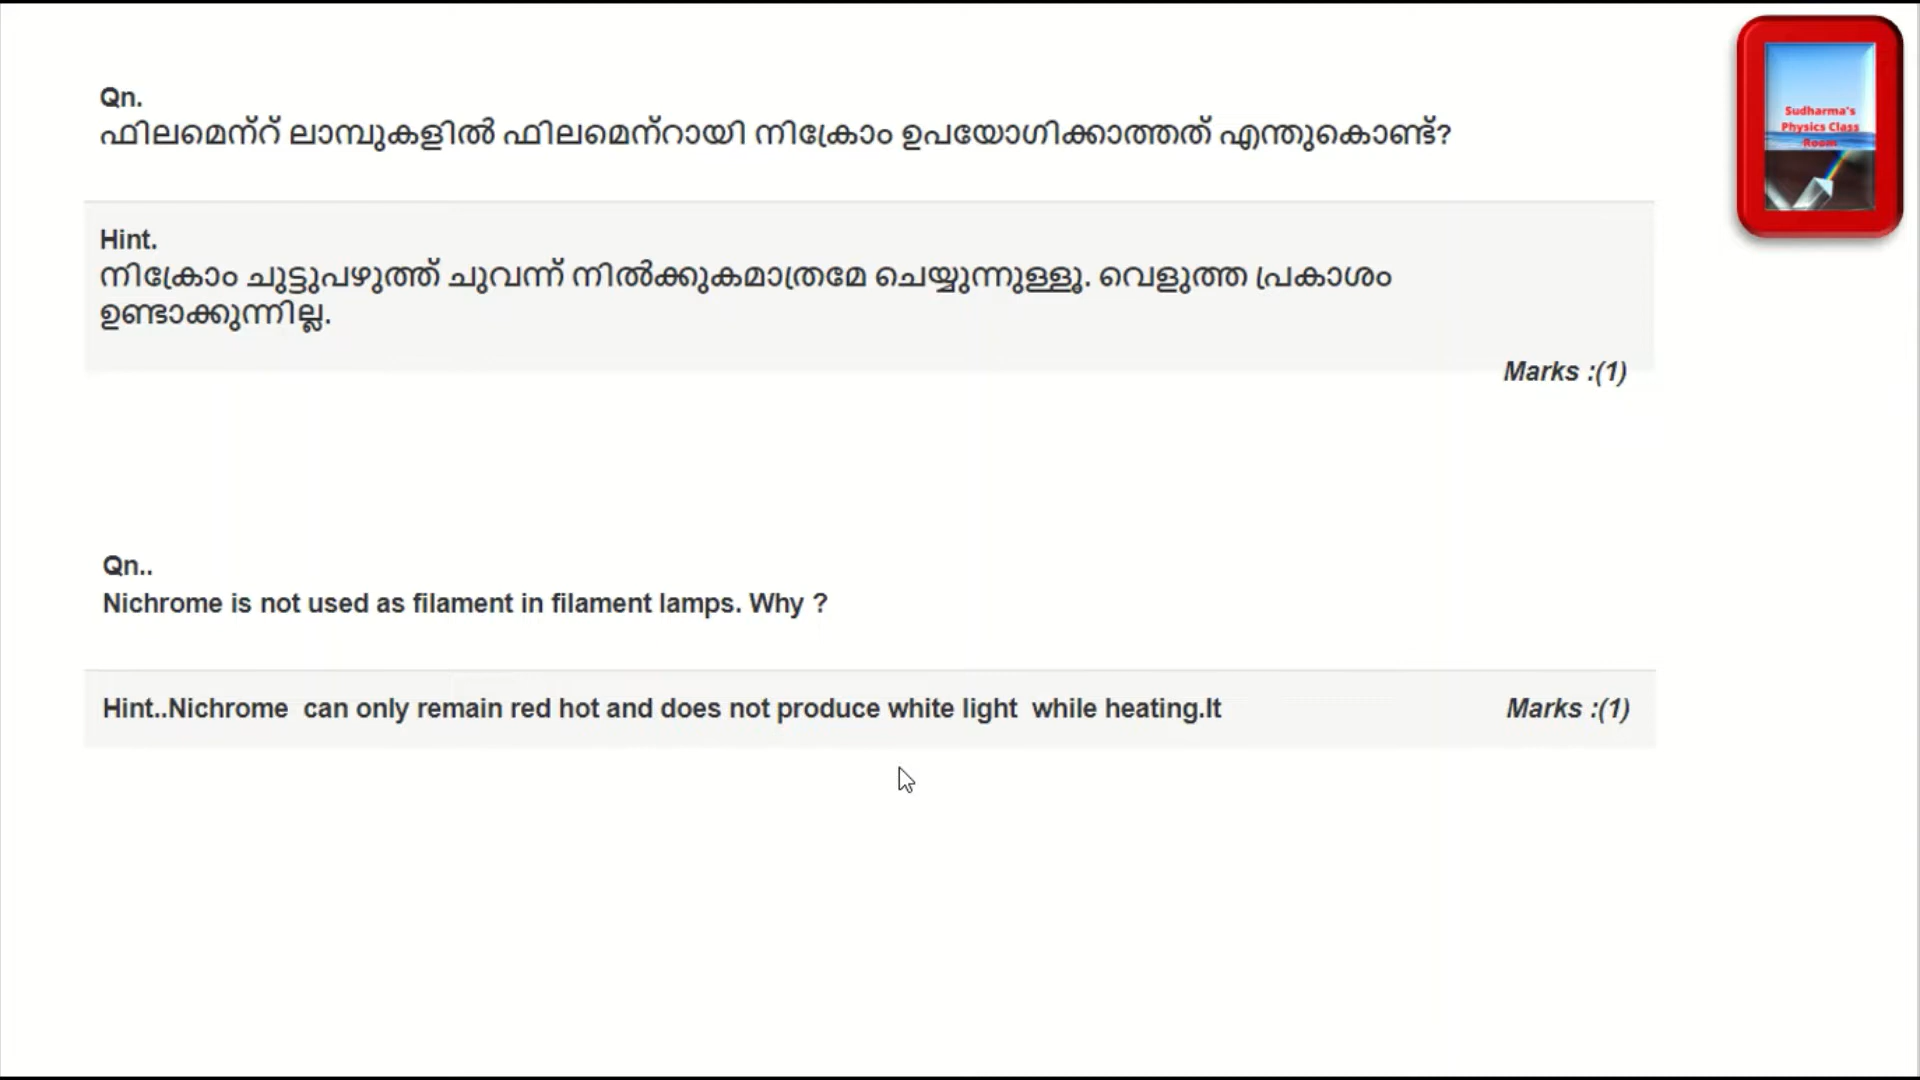 Qn.
ഫിലമെന്റ് ലാമ്പുകളിൽ ഫിലമെന്റായി നിക്രോം ഉപയോഗിക്കാത്തത് എന്തുകൊണ്ട്?
Sudharma's
Physics Class
Room
Hint.
നിക്രോം ചുട്ടുപഴുത്ത് ചുവന്ന് നിൽക്കുകമാത്രമേ ചെയ്യുന്നുള്ളൂ. വെളുത്ത പ്രകാശം
ഉണ്ടാക്കുന്നില്ല.
Marks :(1)
Qn..
Nichrome is not used as filament in filament lamps. Why ?
Hint..Nichrome can only remain red hot and does not produce white light while heating.It
Marks :(1)